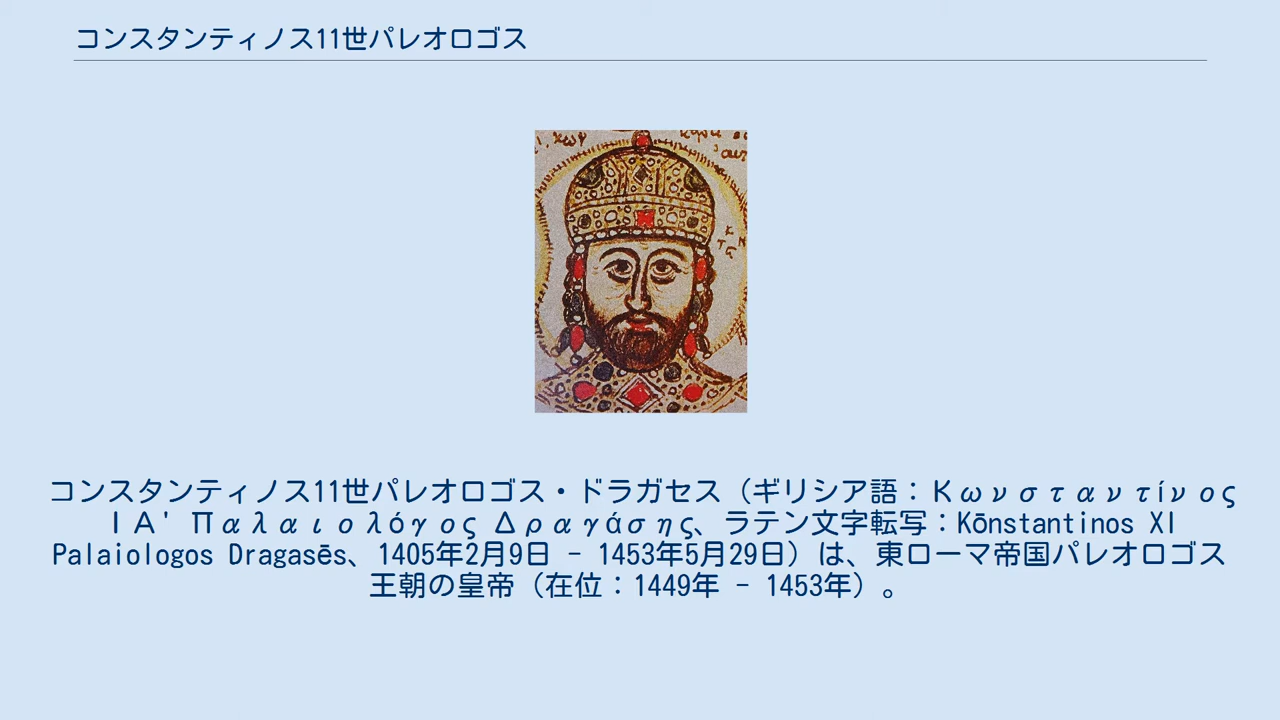 コンスタンティノス11世パレオロゴス
コンスタンティノス11世パレオロゴス・ドラガセス（ギリシア語：Κωνσταντίνος
ΙΑ' Παλαιολόγος Δραγάσης、ラテン文字転写：Kōnstantinos XI
Palaiologos Dragasēs、1405年2月9日 - 1453年5月29日）は、東ローマ帝国パレオロゴス
王朝の皇帝（在位：1449年 - 1453年）。